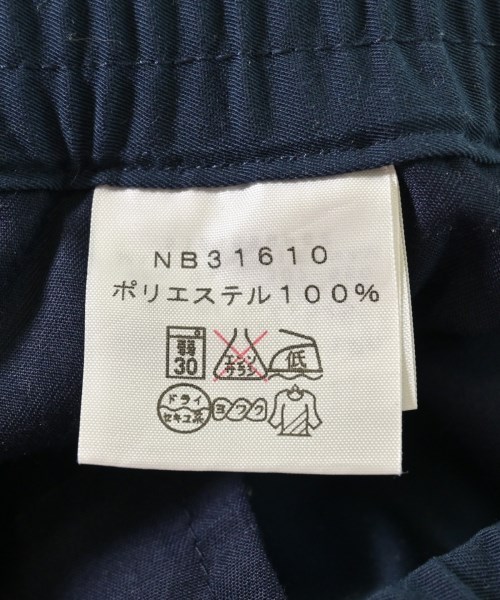 NB31610
ポリエステル100%
弱
30
エンソ
サラシ
低
ドライ
セキユ系
ヨワク